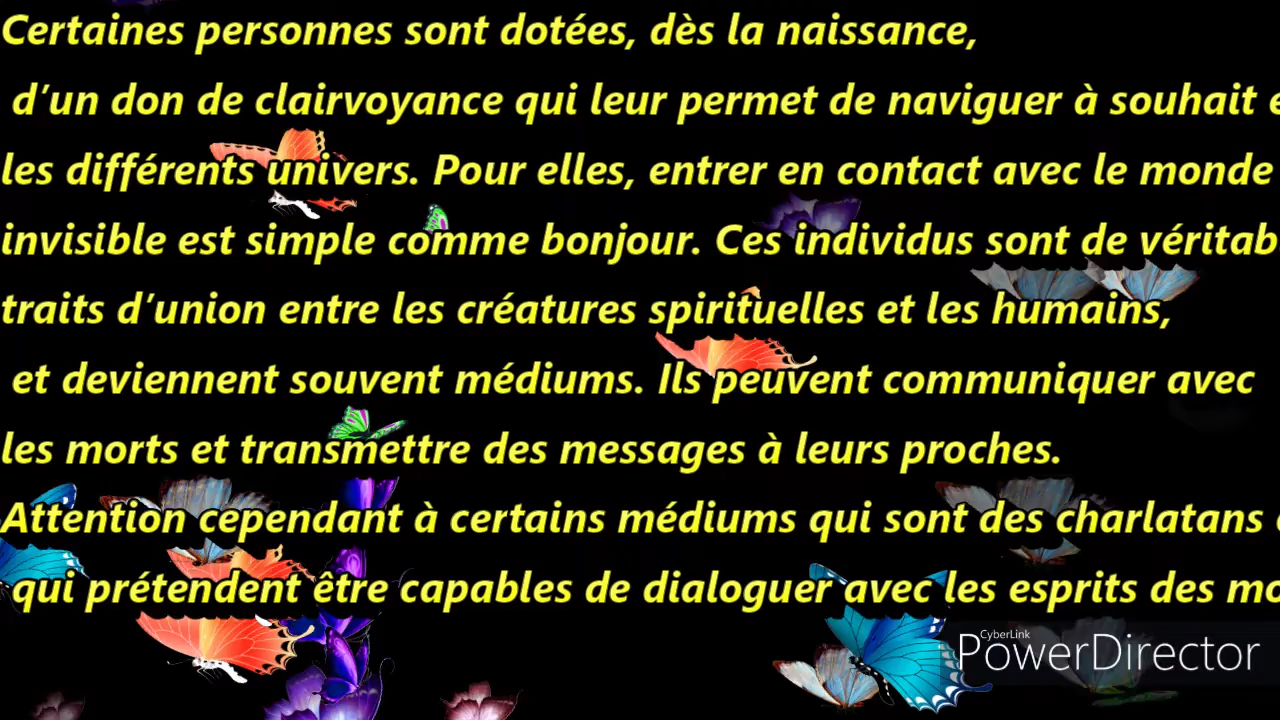 Certaines personnes sont dotées, dès la naissance,
d’un don de clairvoyance qui leur permet de naviguer à souhait
les différents univers. Pour elles, entrer en contact avec le monde
invisible est simple comme bonjour. Ces individus sont de
traits d’union entre les créatures spirituelles et les humains,
et deviennent souvent médiums. Ils peuvent communiquer avec
les morts et transmettre des messages à leurs proches.
Attention cependant à certains médiums qui sont des charlatans
qui prétendent être capables de dialoguer avec les esprits des
CyberLink
PowerDirector